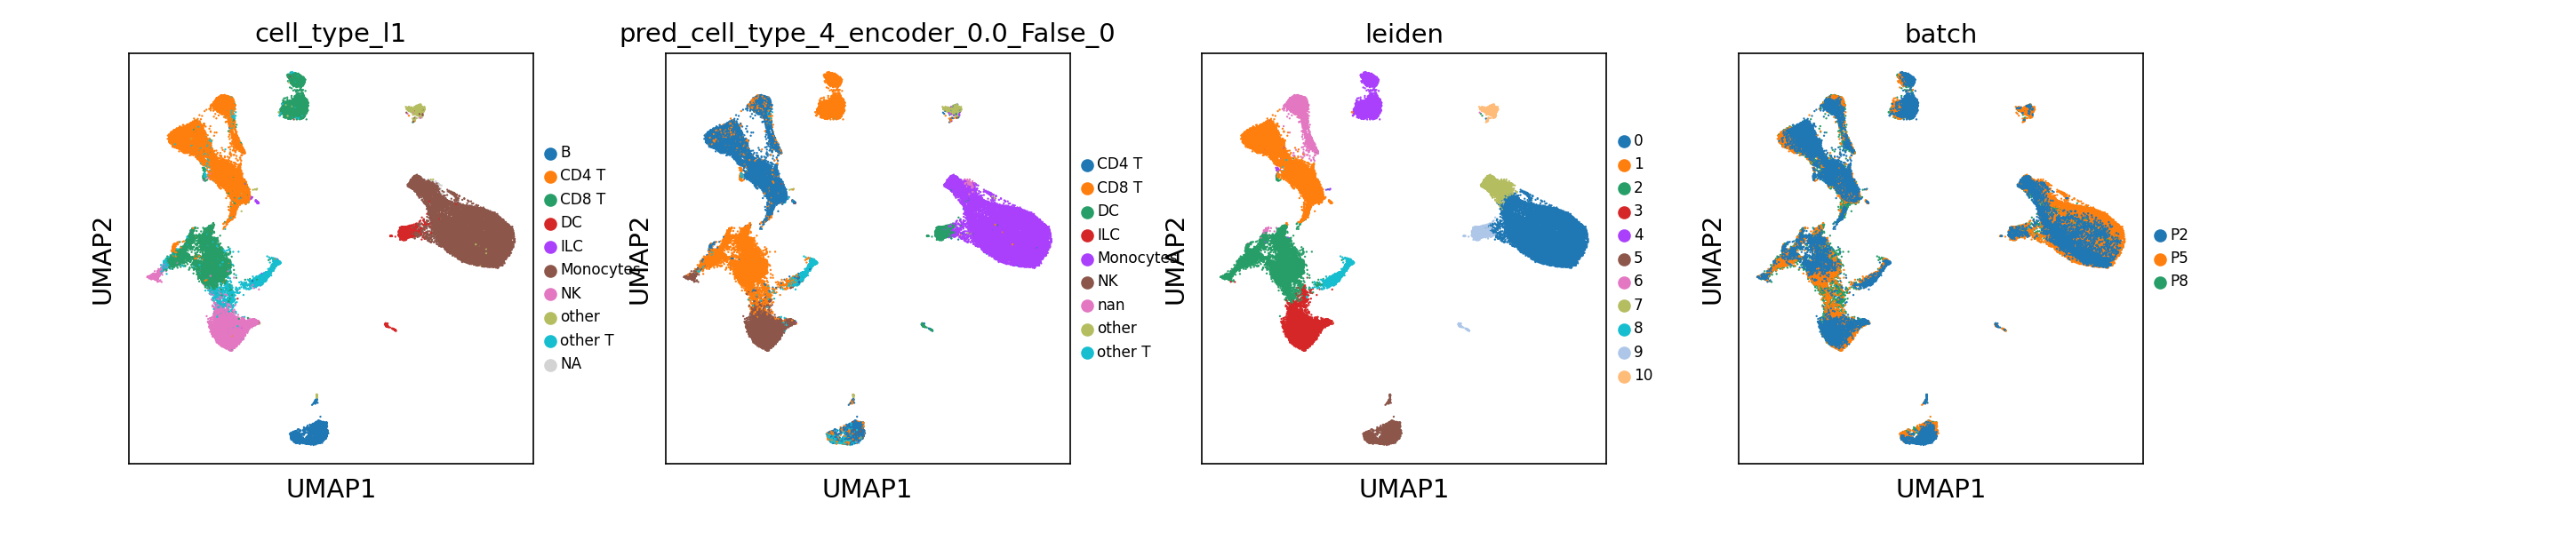 cell_type_l1
B
CD4 T
CD8 T
DC
ILC
Monocytes
NK
other
other T
NA
UMAP2
UMAP1
pred_cell_type_4_encoder_0.0_False_0
CD4 T
CD8 T
DC
ILC
Monocytes
NK
nan
other
other T
UMAP2
UMAP1
leiden
0
1
2
3
4
5
6
7
8
9
10
UMAP2
UMAP1
batch
P2
P5
P8
UMAP2
UMAP1